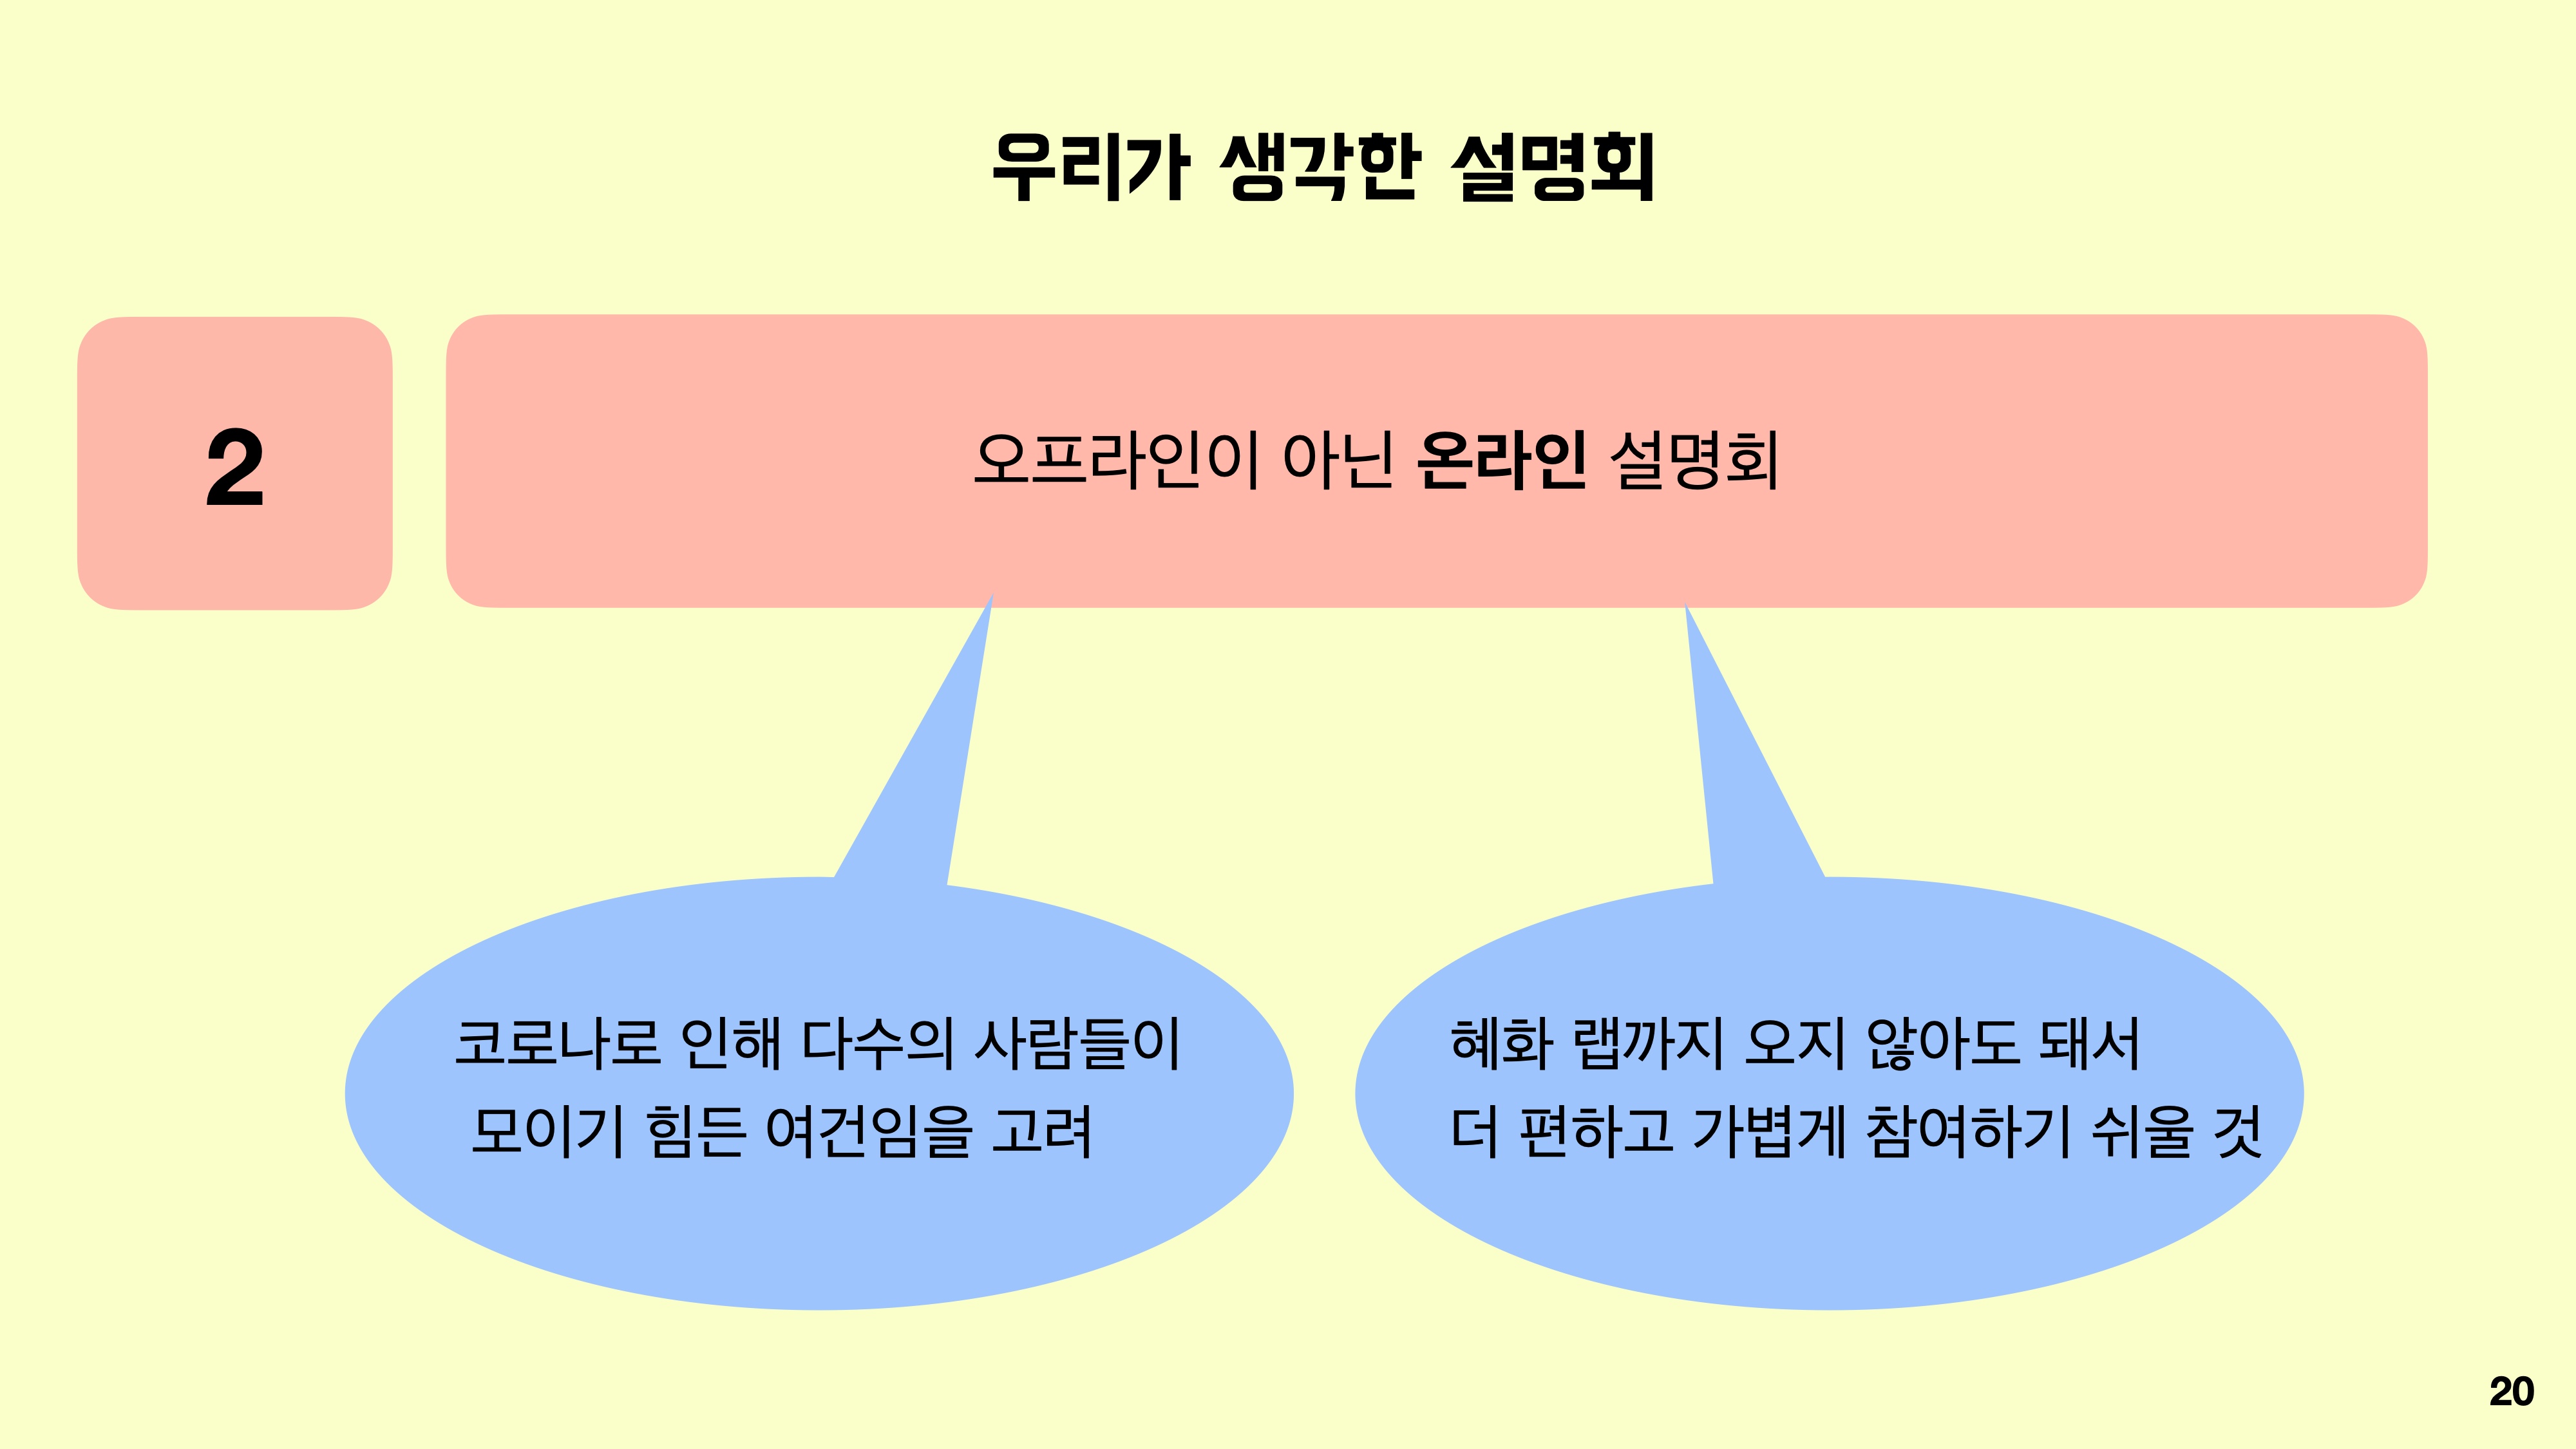 우리가 생각한 설명회
2
오프라인이 아닌 온라인 설명회
코로나로 인해 다수의 사람들이
모이기 힘든 여건임을 고려
혜화 랩까지 오지 않아도 돼서
더 편하고 가볍게 참여하기 쉬울 것
20